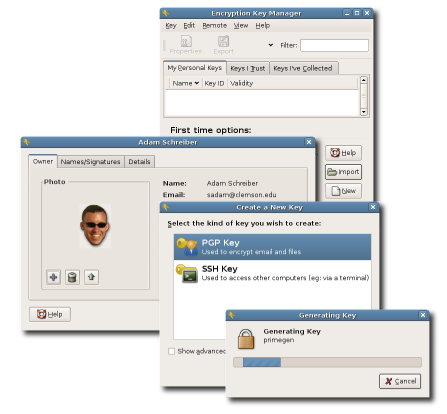 Encryption Key Manager
Key Edit Remote View Help
Properties Export Filter:
My Personal Keys Keys I Trust Keys I've Collected
Name Key ID Validity
First time options:
Help
Import
New
Adam Schreiber
Owner Names/Signatures Details
Photo
Name: Adam Schreiber
Email: sadam@clemson.edu
Help
Create a New Key
Select the kind of key you wish to create:
PGP Key
Used to encrypt email and files
SSH Key
Used to access other computers (eg: via a terminal)
Show advanced
Generating Key
Generating Key
primegen
Cancel